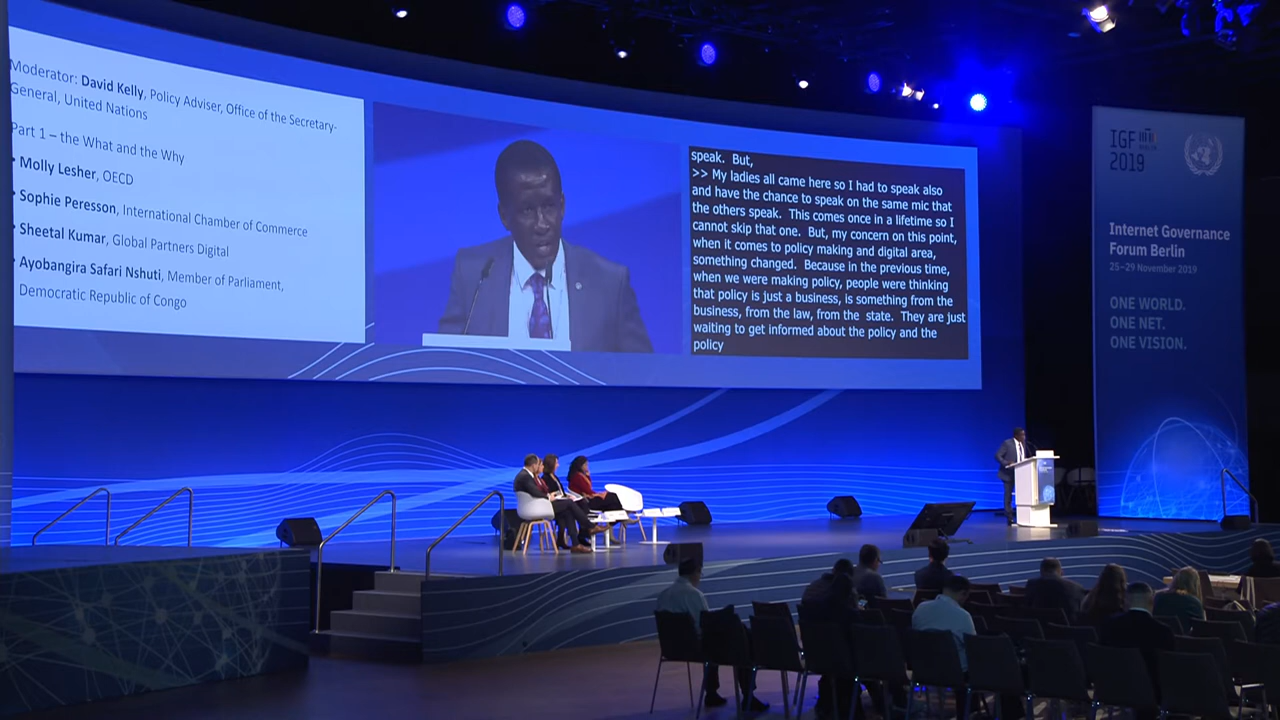 Moderator: David Kelly, Policy Adviser, Office of the Secretary-
General, United Nations
Part 1 – the What and the Why
• Molly Lesher, OECD
• Sophie Peresson, International Chamber of Commerce
• Sheetal Kumar, Global Partners Digital
• Ayobangira Safari Nshuti, Member of Parliament,
Democratic Republic of Congo
speak. But,
>> My ladies all came here so I had to speak also
and have the chance to speak on the same mic that
the others speak. This comes once in a lifetime so I
cannot skip that one. But, my concern on this point,
when it comes to policy making and digital area,
something changed. Because in the previous time,
when we were making policy, people were thinking
that policy is just a business, is something from the
business, from the law, from the state. They are just
waiting to get informed about the policy and the
policy
IGF
2019
Internet Governance
Forum Berlin
25–29 November 2019
ONE WORLD.
ONE NET.
ONE VISION.